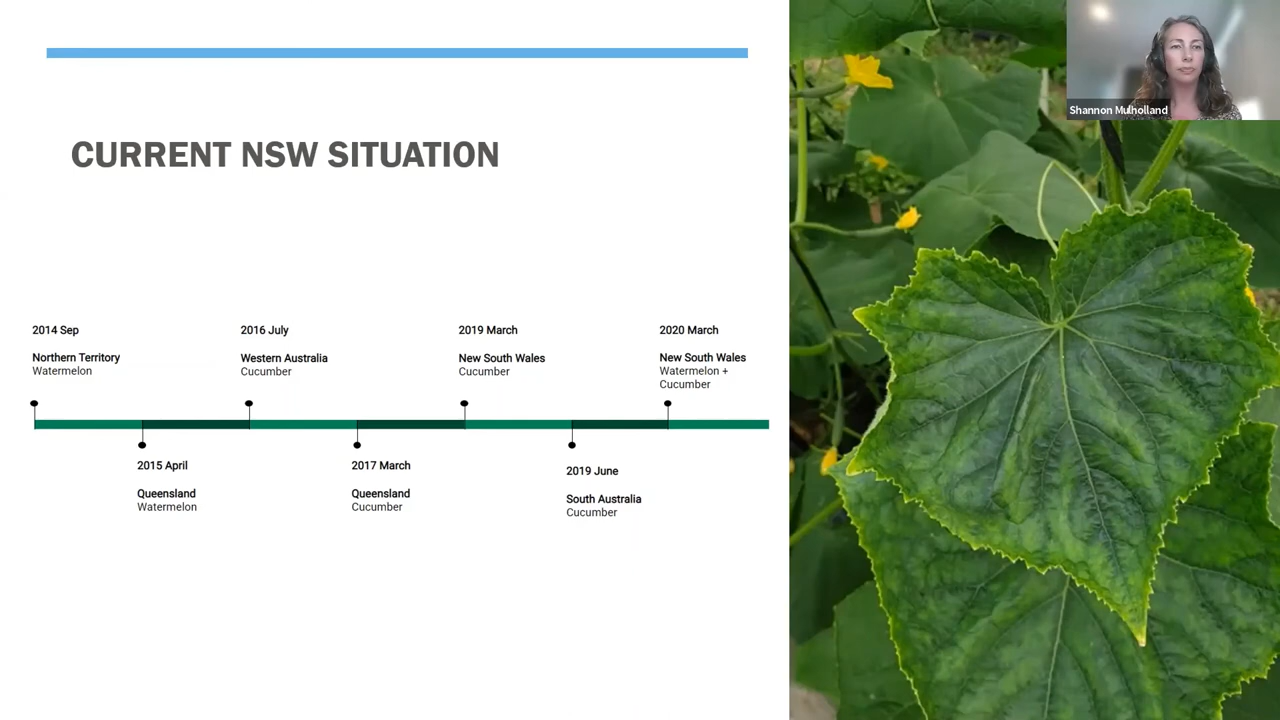 Shannon Mulholland
CURRENT NSW SITUATION
2014 Sep
Northern Territory
Watermelon
2016 July
Western Australia
Cucumber
2019 March
New South Wales
Cucumber
2020 March
New South Wales
Watermelon +
Cucumber
2015 April
Queensland
Watermelon
2017 March
Queensland
Cucumber
2019 June
South Australia
Cucumber